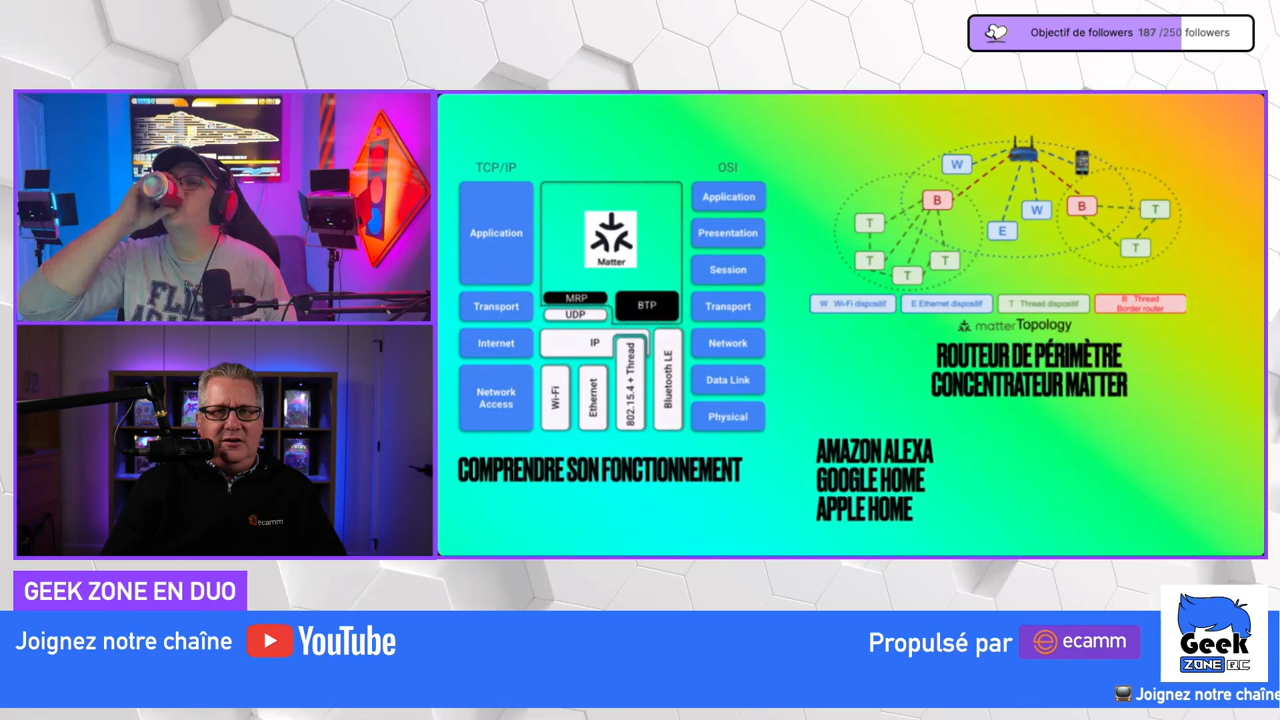 Objectif de followers 187 /250 followers
TCP/IP
OSI
Application
Transport
Internet
Network
Access
Matter
MRP
UDP
BTP
IP
Wi-Fi
Ethernet
802.15.4 + Thread
Bluetooth LE
Application
Presentation
Session
Transport
Network
Data Link
Physical
COMPRENDRE SON FONCTIONNEMENT
W
B
W
B
E
T
T
T
T
T
T
W Wi-Fi dispositif
E Ethernet dispositif
T Thread dispositif
B Thread
Border router
matter Topology
ROUTEUR DE PÉRIMÈTRE
CONCENTRATEUR MATTER
AMAZON ALEXA
GOOGLE HOME
APPLE HOME
ecamm
GEEK ZONE EN DUO
Joignez notre chaîne
YouTube
Propulsé par
ecamm
Geek
ZONE QC
Joignez notre chaîne